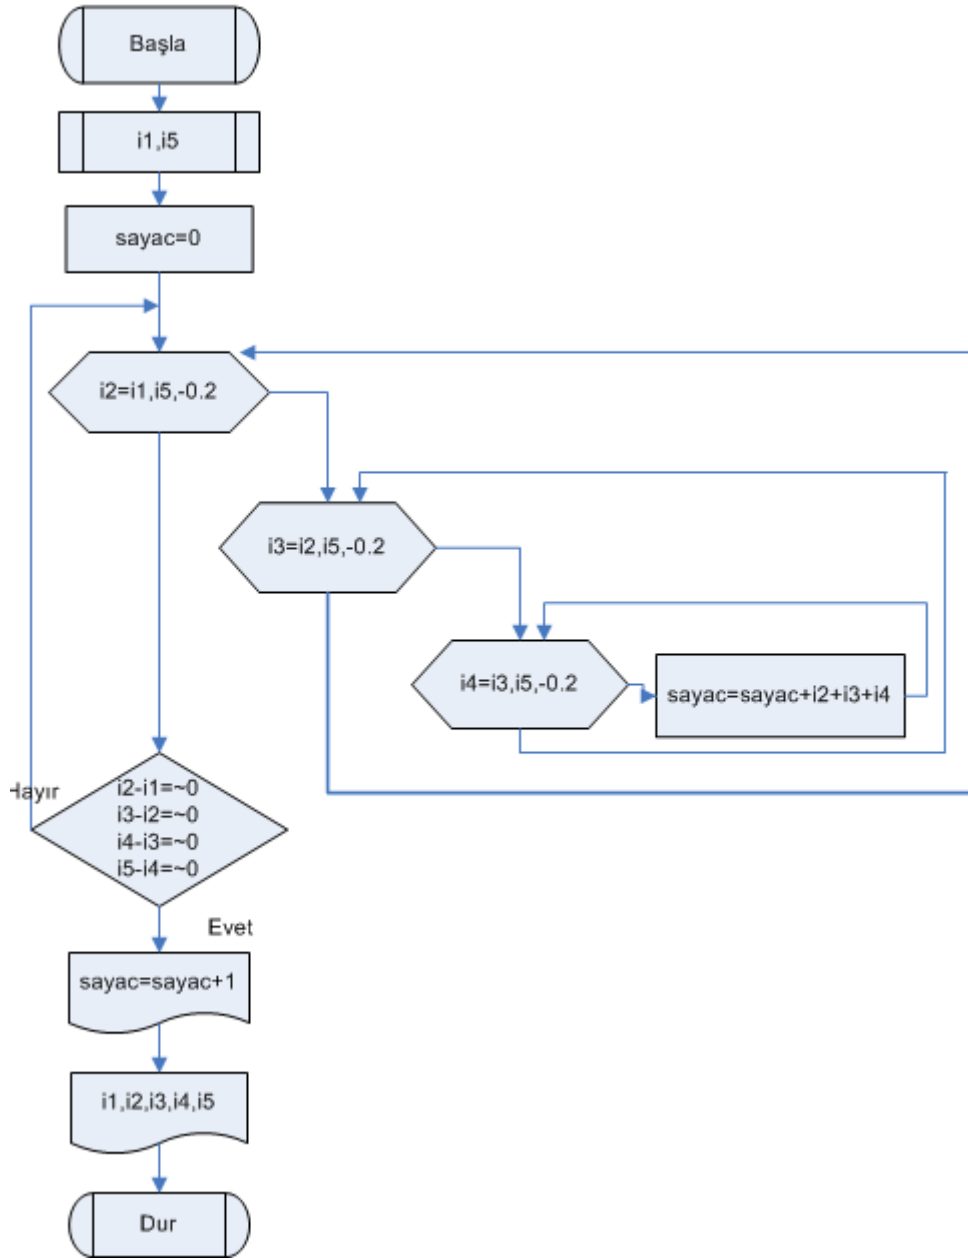 Başla
i1,i5
sayac=0
i2=i1,i5,-0.2
i3=i2,i5,-0.2
i4=i3,i5,-0.2
sayac=sayac+i2+i3+i4
Hayır
i2-i1=~0
i3-i2=~0
i4-i3=~0
i5-i4=~0
Evet
sayac=sayac+1
i1,i2,i3,i4,i5
Dur